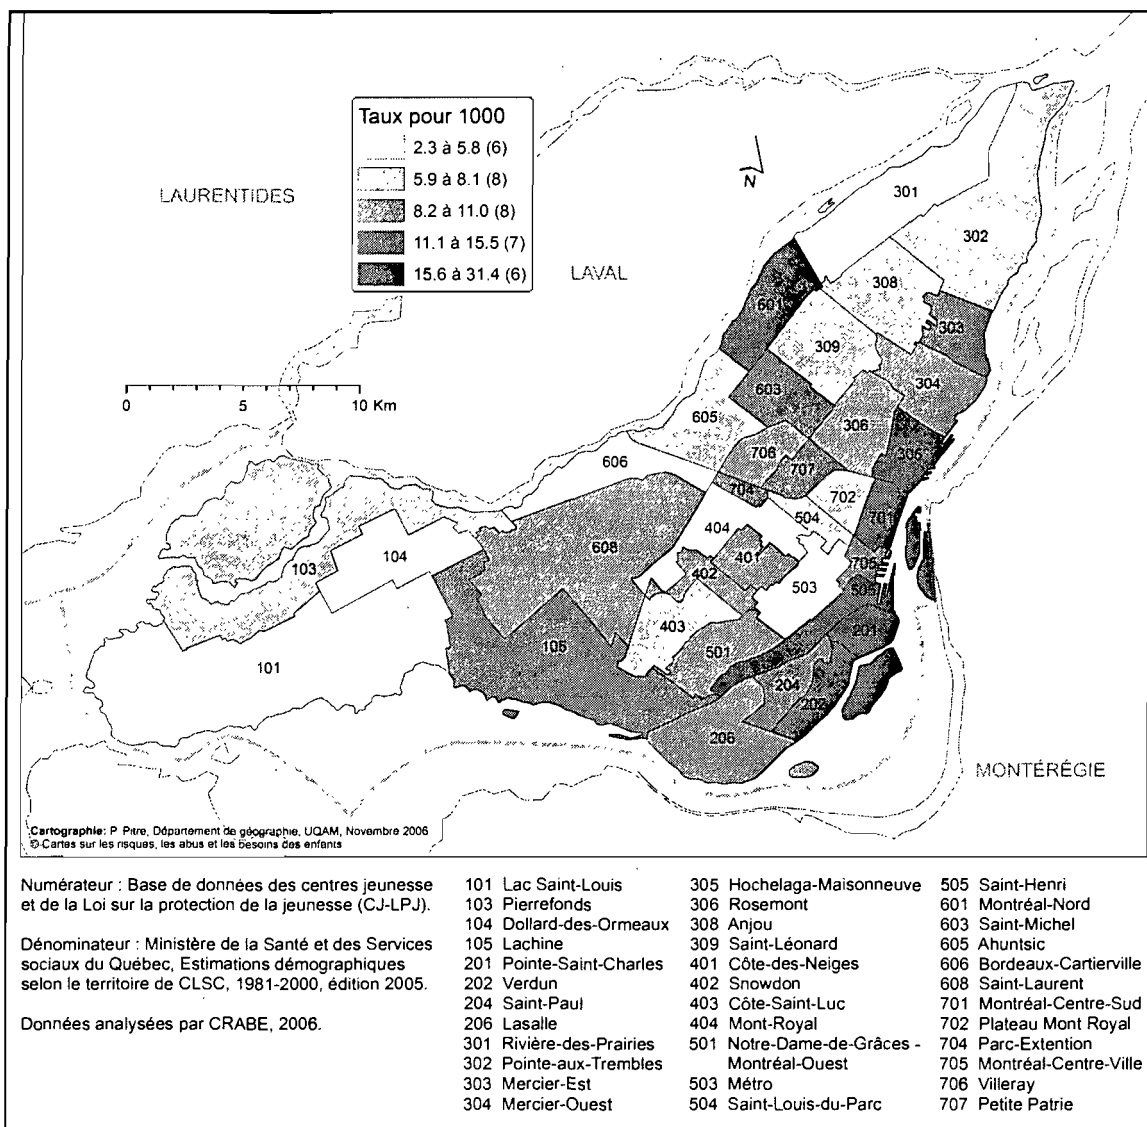 Taux pour 1000
2.3 à 5.8 (6)
5.9 à 8.1 (8)
8.2 à 11.0 (8)
11.1 à 15.5 (7)
15.6 à 31.4 (6)
LAURENTIDES
LAVAL
MONTÉRÉGIE
N
0 5 10 Km
301
302
308
303
601
309
304
603
306
605
305
706
707
606
704
702
701
504
404
608
401
104
705
402
103
503
505
403
201
105
501
101
204
202
206
Cartographie: P. Pitre, Département de géographie, UQAM, Novembre 2006
© Cartes sur les risques, les abus et les besoins des enfants
Numérateur : Base de données des centres jeunesse
et de la Loi sur la protection de la jeunesse (CJ-LPJ).
Dénominateur : Ministère de la Santé et des Services
sociaux du Québec, Estimations démographiques
selon le territoire de CLSC, 1981-2000, édition 2005.
Données analysées par CRABE, 2006.
101 Lac Saint-Louis
103 Pierrefonds
104 Dollard-des-Ormeaux
105 Lachine
201 Pointe-Saint-Charles
202 Verdun
204 Saint-Paul
206 Lasalle
301 Rivière-des-Prairies
302 Pointe-aux-Trembles
303 Mercier-Est
304 Mercier-Ouest
305 Hochelaga-Maisonneuve
306 Rosemont
308 Anjou
309 Saint-Léonard
401 Côte-des-Neiges
402 Snowdon
403 Côte-Saint-Luc
404 Mont-Royal
501 Notre-Dame-de-Grâces -
Montréal-Ouest
503 Métro
504 Saint-Louis-du-Parc
505 Saint-Henri
601 Montréal-Nord
603 Saint-Michel
605 Ahuntsic
606 Bordeaux-Cartierville
608 Saint-Laurent
701 Montréal-Centre-Sud
702 Plateau Mont Royal
704 Parc-Extention
705 Montréal-Centre-Ville
706 Villeray
707 Petite Patrie